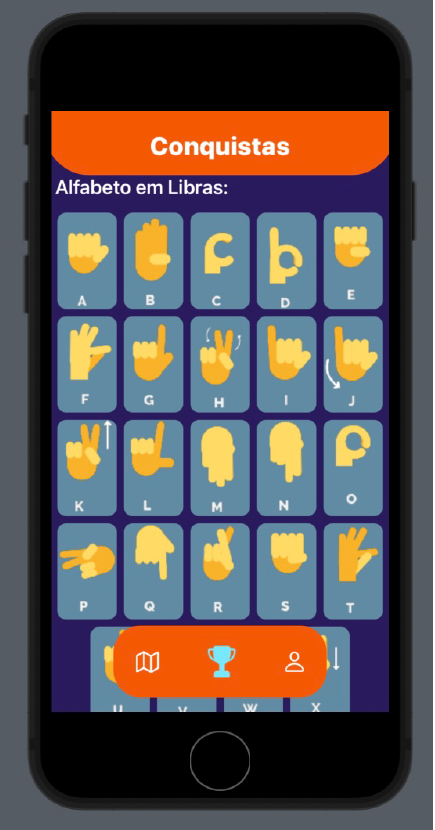 Conquistas
Alfabeto em Libras:
A B C D E
F G H I J
K L M N O
P Q R S T
U V W X